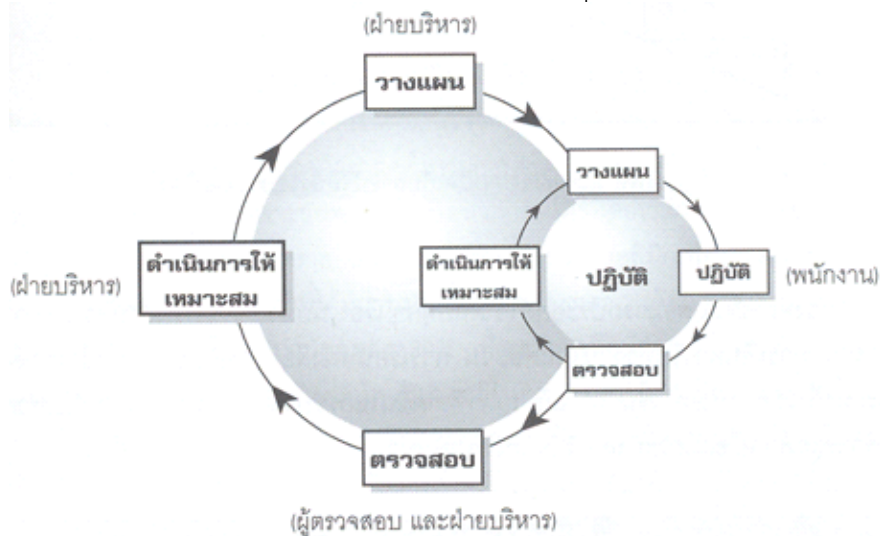 (ฝ่ายบริหาร)
วางแผน
วางแผน
ดำเนินการให้
เหมาะสม
(ฝ่ายบริหาร)
ดำเนินการให้
เหมาะสม
ปฏิบัติ
ปฏิบัติ
(พนักงาน)
ตรวจสอบ
ตรวจสอบ
(ผู้ตรวจสอบ และฝ่ายบริหาร)